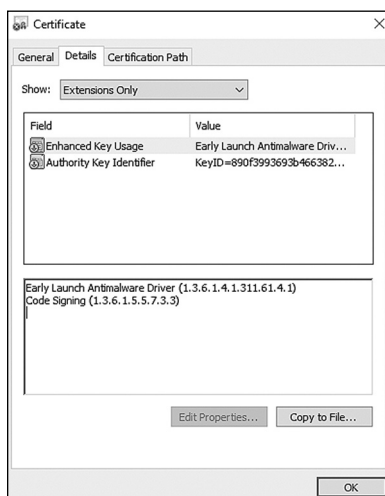 Certificate
General Details Certification Path
Show: Extensions Only
Field Value
Enhanced Key Usage Early Launch Antimalware Driv...
Authority Key Identifier KeyID=890f3993693b466382...
Early Launch Antimalware Driver (1.3.6.1.4.1.311.61.4.1)
Code Signing (1.3.6.1.5.5.7.3.3)
Edit Properties... Copy to File...
OK